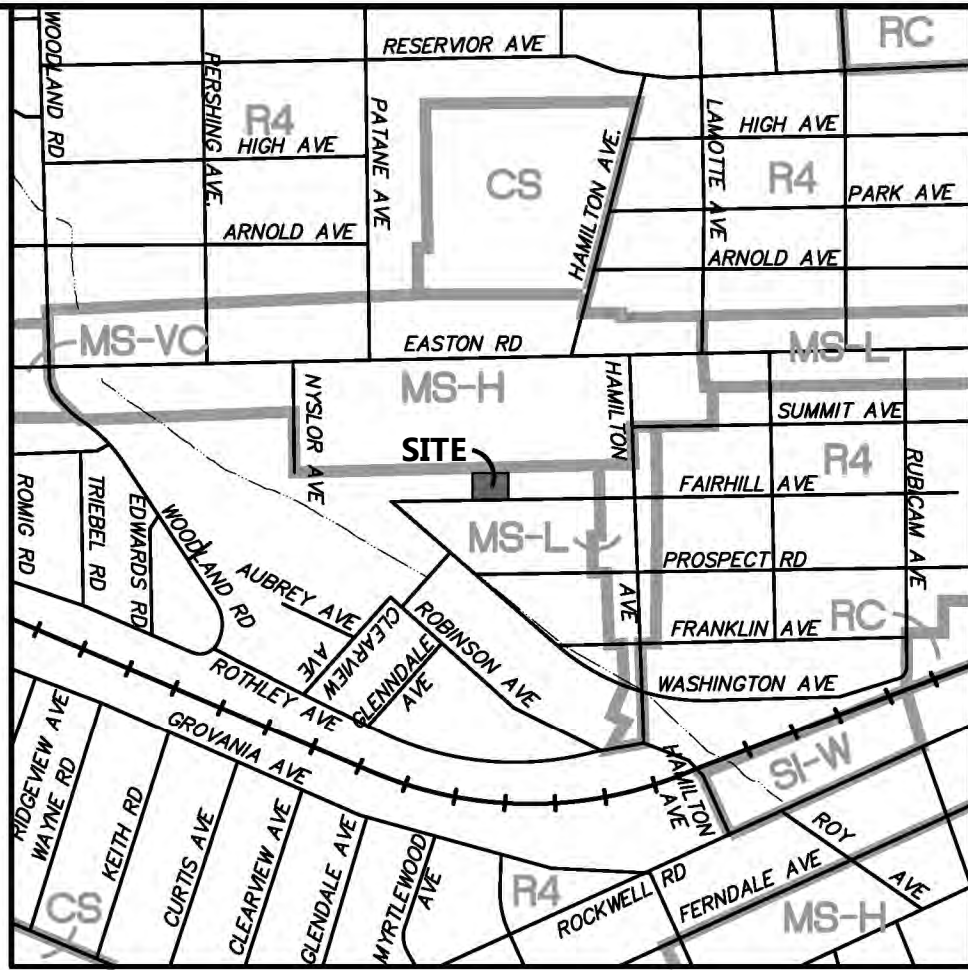 WOODLAND RD
RESERVIOR AVE
RC
PERSHING AVE.
R4
HIGH AVE
PATANE AVE
CS
HAMILTON AVE.
LAMOTTE AVE
HIGH AVE
R4
PARK AVE
ARNOLD AVE
ARNOLD AVE
MS-VC
EASTON RD
MS-L
NYSLOR AVE
MS-H
HAMILTON
SUMMIT AVE
SITE
R4
RUBICAM AVE
FAIRHILL AVE
ROMIG RD
TRIEBEL RD
EDWARDS RD
WOODLAND RD
MS-L
PROSPECT RD
AUBREY AVE
CLEARVIEW
AVE
GLENNDALE
AVE
ROBINSON AVE
AVE
FRANKLIN AVE
RC
ROTHLEY AVE
WASHINGTON AVE
GROVANIA AVE
RIDGEVIEW AVE
WAYNE RD
KEITH RD
CURTIS AVE
CLEARVIEW AVE
GLENDALE AVE
MYRTLEWOOD
AVE
HAMILTON
AVE
SI-W
ROY
AVE
CS
R4
ROCKWELL RD
FERNDALE AVE
MS-H